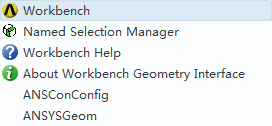 Workbench
Named Selection Manager
Workbench Help
About Workbench Geometry Interface
ANSConConfig
ANSYSGeom